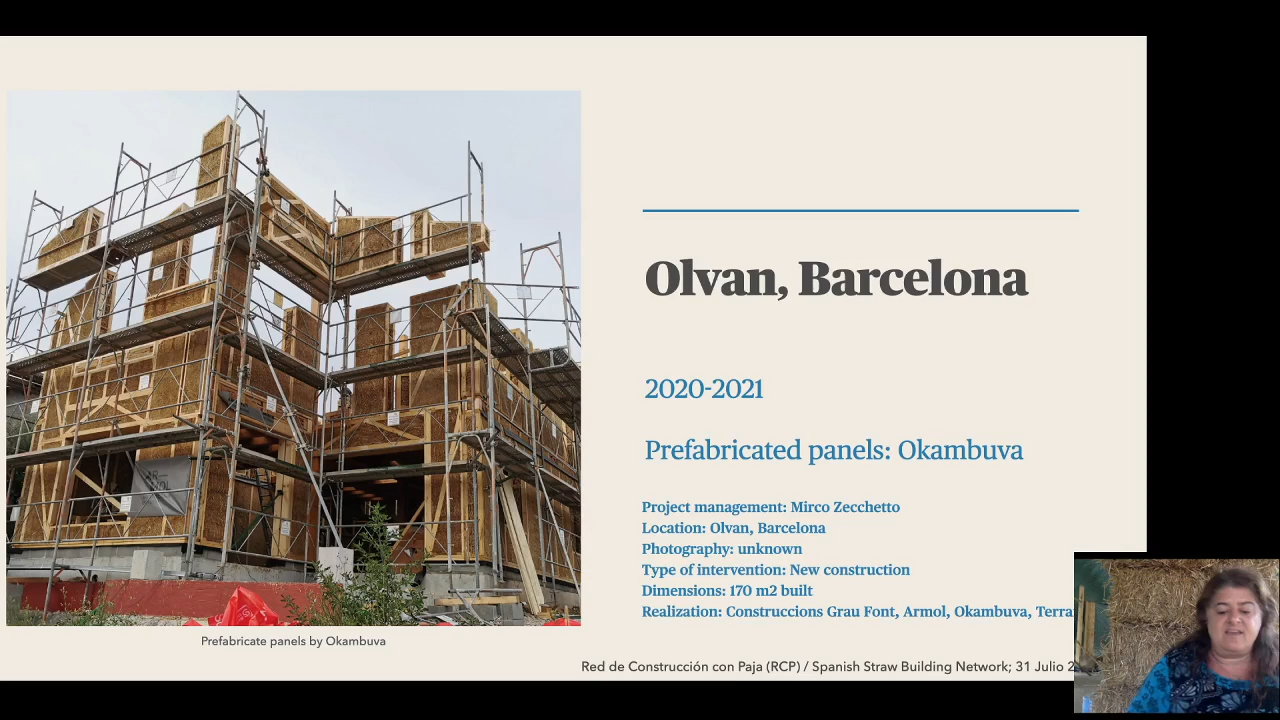 Olvan, Barcelona
2020-2021
Prefabricated panels: Okambuva
Project management: Mirco Zecchetto
Location: Olvan, Barcelona
Photography: unknown
Type of intervention: New construction
Dimensions: 170 m2 built
Realization: Construccions Grau Font, Armol, Okambuva,
Prefabricate panels by Okambuva
Red de Construcción con Paja (RCP) / Spanish Straw Building Network; 31 Julio